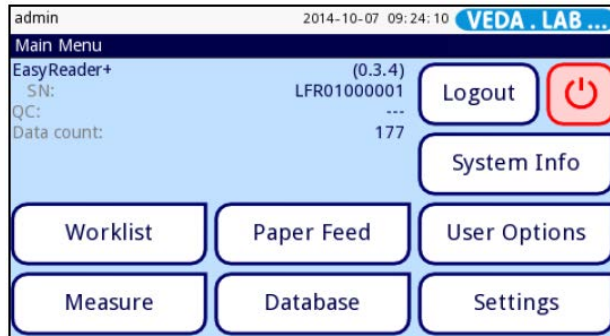 admin 2014-10-07 09:24:10 VEDA . LAB ...
Main Menu
EasyReader+ (0.3.4)
SN: LFR01000001
QC: ---
Data count: 177
Logout
System Info
Worklist Paper Feed User Options
Measure Database Settings